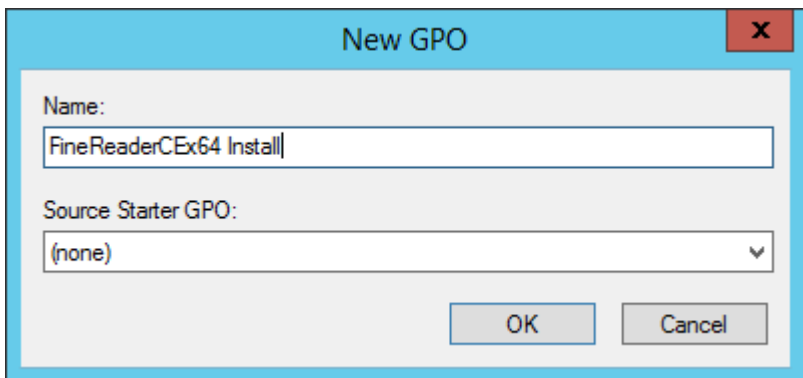 New GPO
x
Name:
FineReaderCEx64 Install
Source Starter GPO:
(none)
OK Cancel